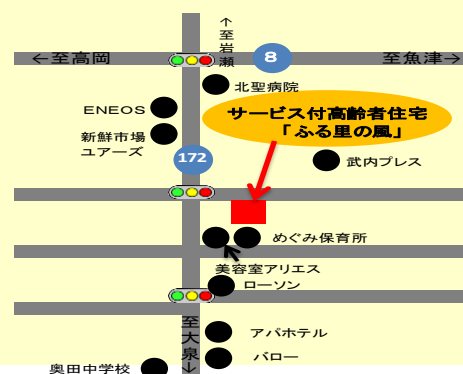 ↑至岩瀬
←至高岡
8
至魚津→
北聖病院
ENEOS
サービス付高齢者住宅
「ふる里の風」
新鮮市場
ユアーズ
172
武内プレス
めぐみ保育所
美容室アリエス
ローソン
至大泉↓
アパホテル
バロー
奥田中学校